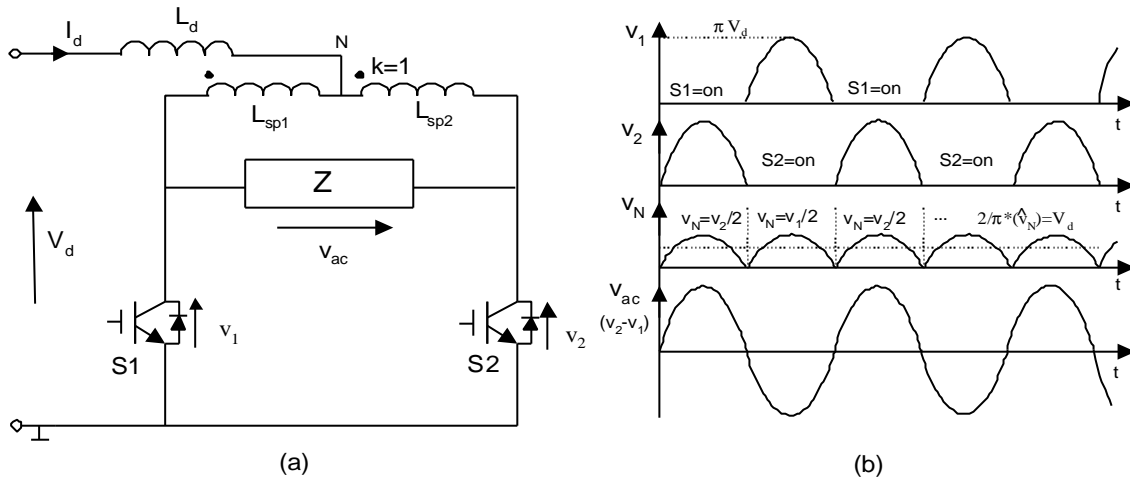 I_d
L_d
N
k=1
L_sp1
L_sp2
Z
v_ac
V_d
S1
v_1
S2
v_2
(a)
v_1
π V_d
S1=on
S1=on
t
v_2
S2=on
S2=on
t
v_N
v_N=v_2/2
v_N=v_1/2
v_N=v_2/2
...
2/π*(v̂_N)=V_d
t
v_ac
(v_2-v_1)
t
(b)